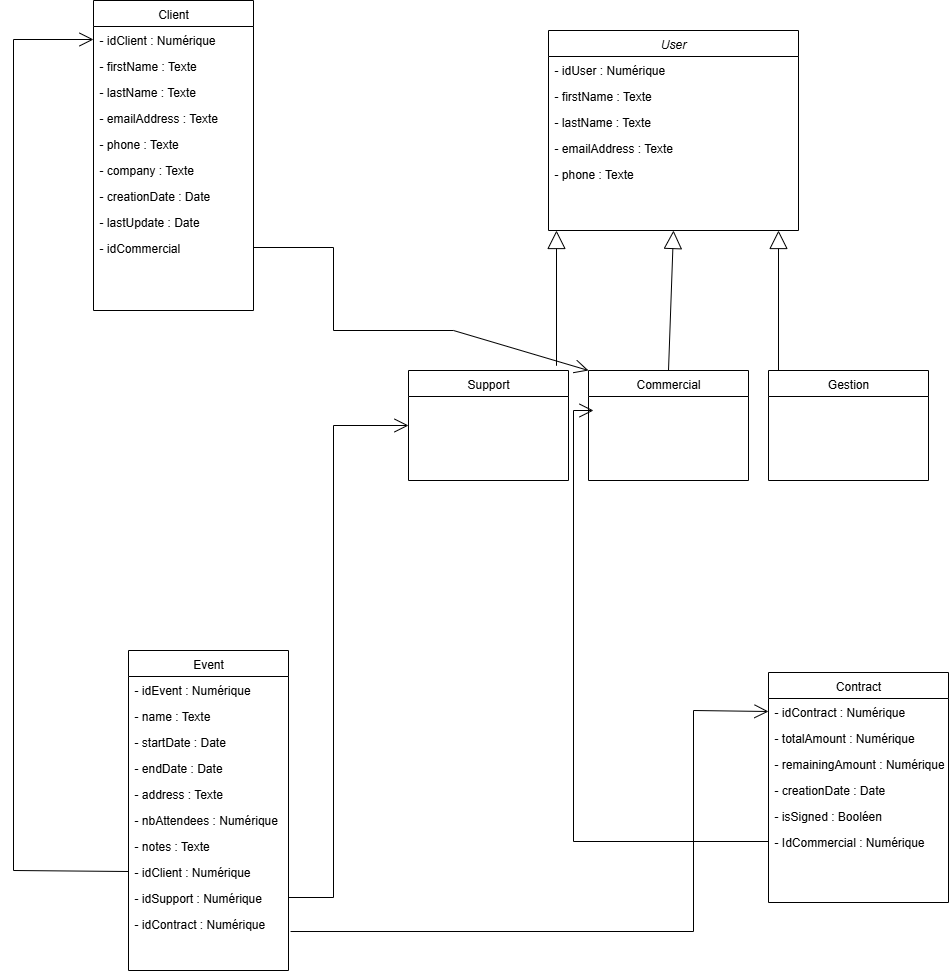 Client
- idClient : Numérique
- firstName : Texte
- lastName : Texte
- emailAddress : Texte
- phone : Texte
- company : Texte
- creationDate : Date
- lastUpdate : Date
- idCommercial
User
- idUser : Numérique
- firstName : Texte
- lastName : Texte
- emailAddress : Texte
- phone : Texte
Support
Commercial
Gestion
Event
- idEvent : Numérique
- name : Texte
- startDate : Date
- endDate : Date
- address : Texte
- nbAttendees : Numérique
- notes : Texte
- idClient : Numérique
- idSupport : Numérique
- idContract : Numérique
Contract
- idContract : Numérique
- totalAmount : Numérique
- remainingAmount : Numérique
- creationDate : Date
- isSigned : Booléen
- IdCommercial : Numérique